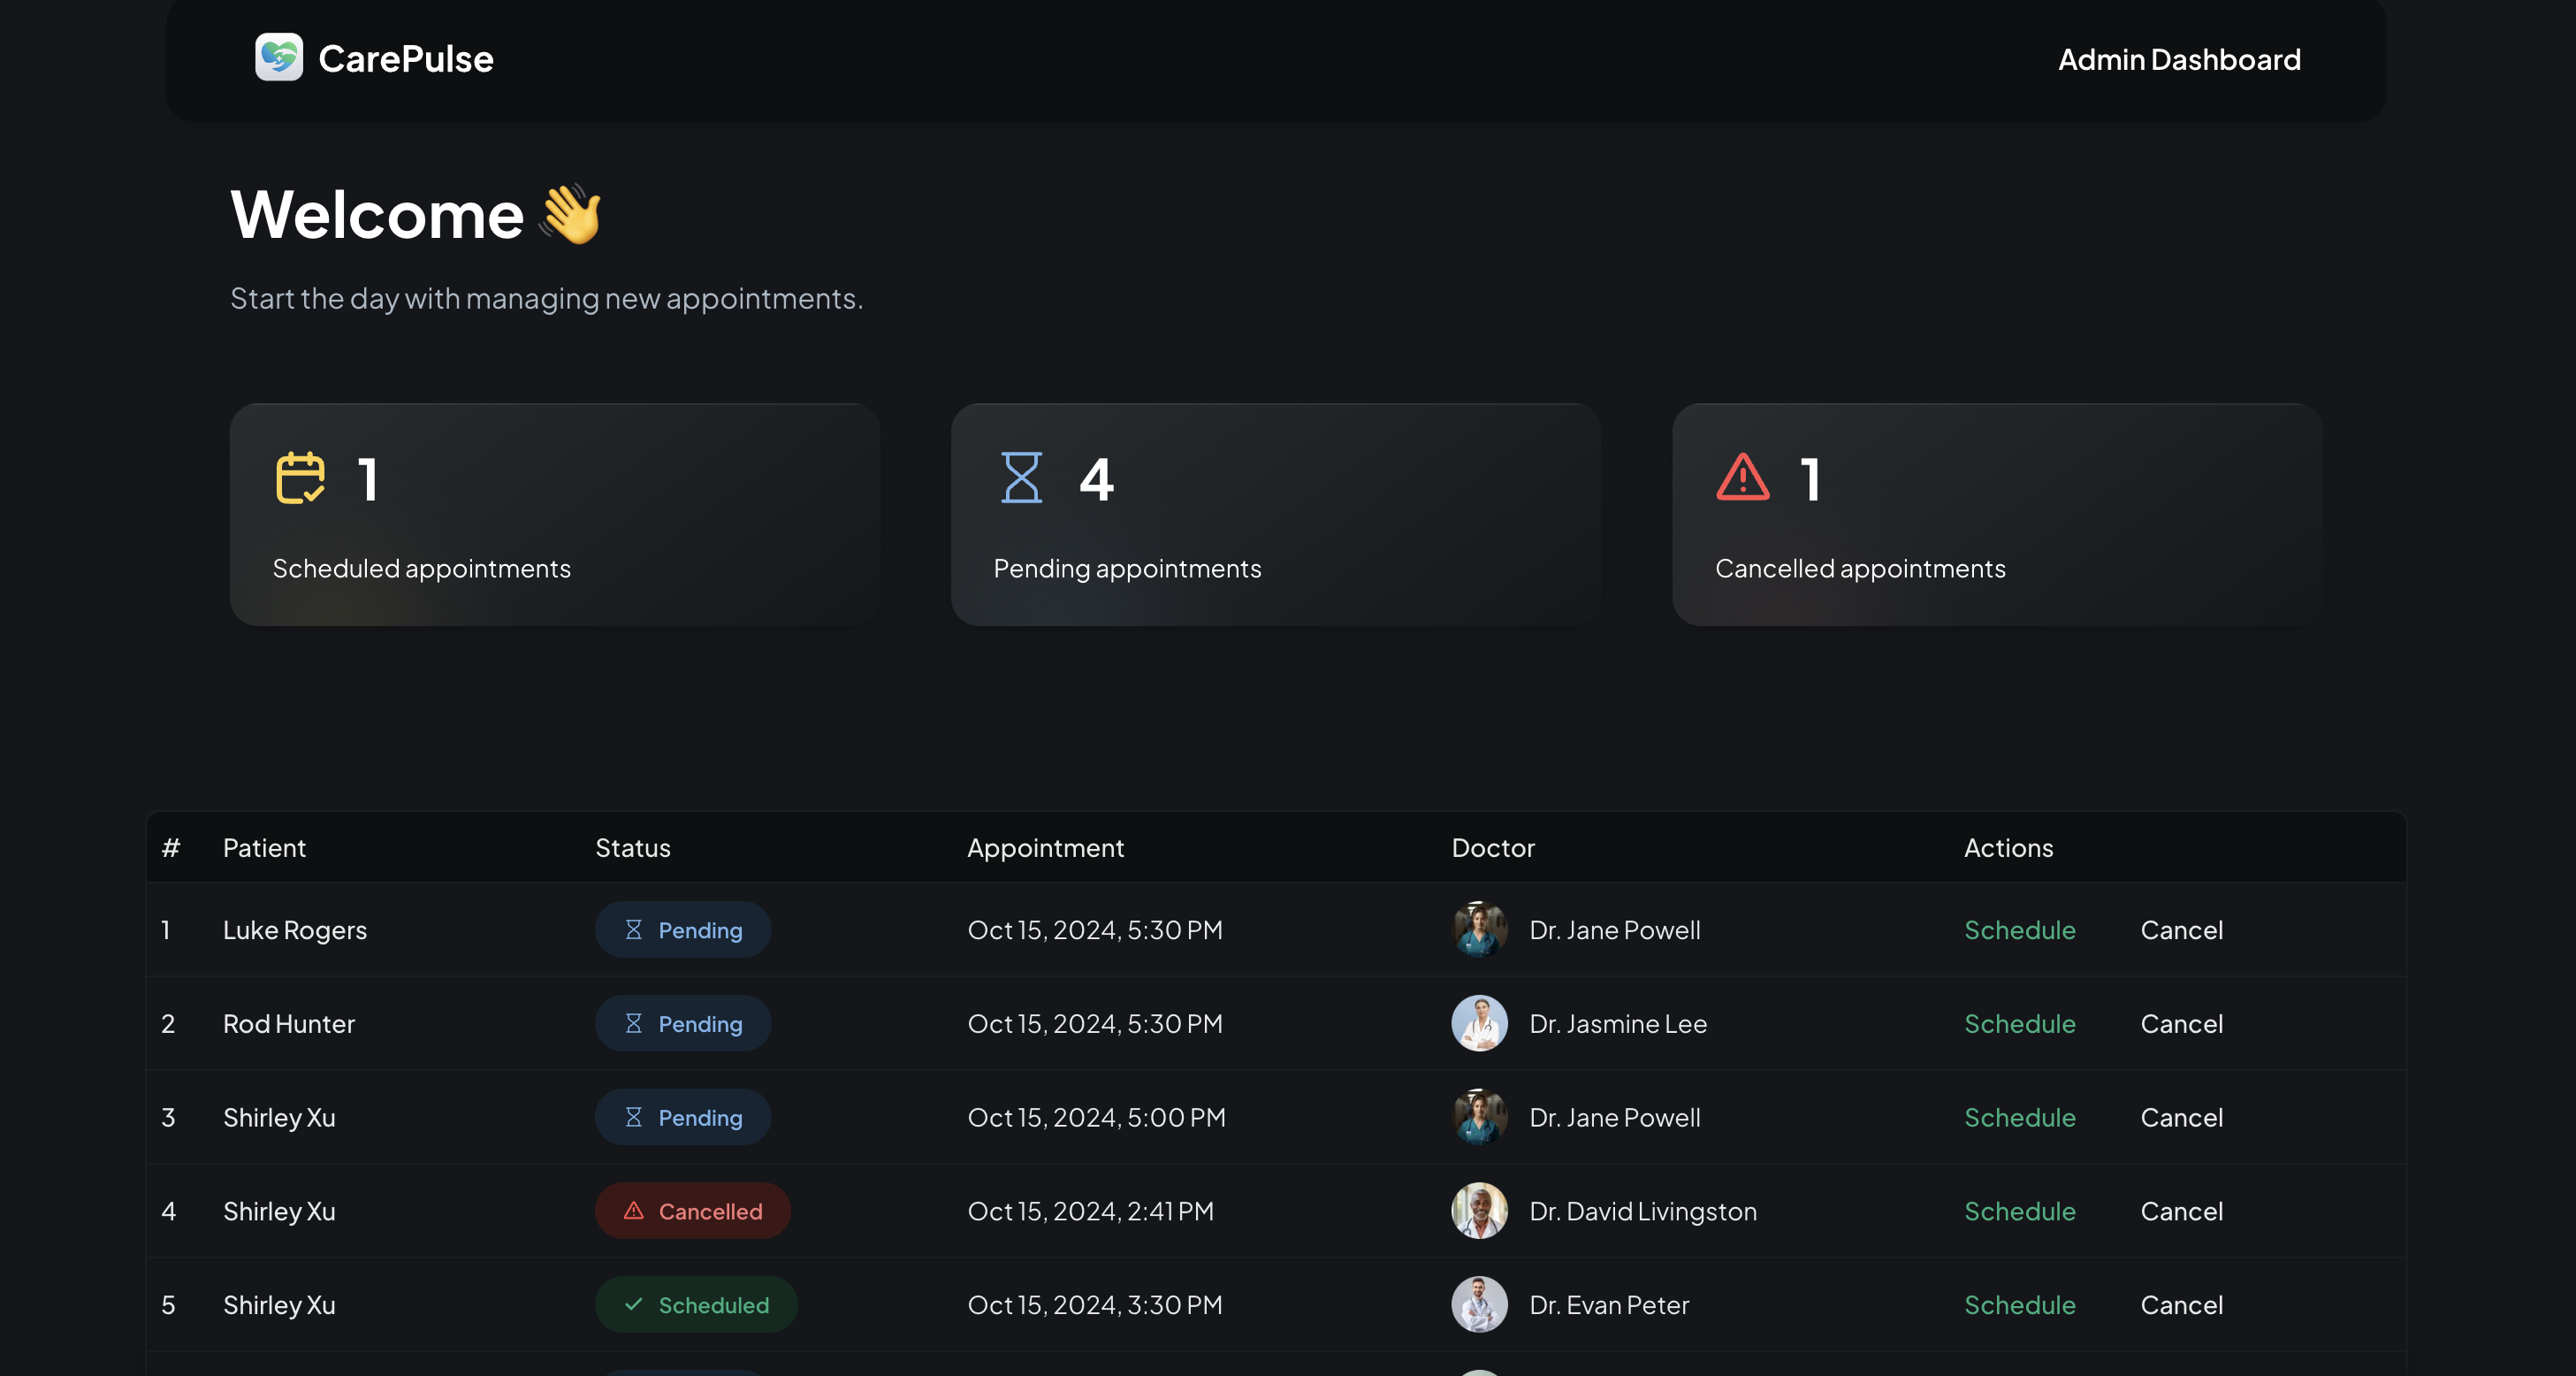 CarePulse
Admin Dashboard
Welcome 👋
Start the day with managing new appointments.
1
Scheduled appointments
4
Pending appointments
1
Cancelled appointments
# Patient Status Appointment Doctor Actions
1 Luke Rogers Pending Oct 15, 2024, 5:30 PM Dr. Jane Powell Schedule Cancel
2 Rod Hunter Pending Oct 15, 2024, 5:30 PM Dr. Jasmine Lee Schedule Cancel
3 Shirley Xu Pending Oct 15, 2024, 5:00 PM Dr. Jane Powell Schedule Cancel
4 Shirley Xu Cancelled Oct 15, 2024, 2:41 PM Dr. David Livingston Schedule Cancel
5 Shirley Xu Scheduled Oct 15, 2024, 3:30 PM Dr. Evan Peter Schedule Cancel